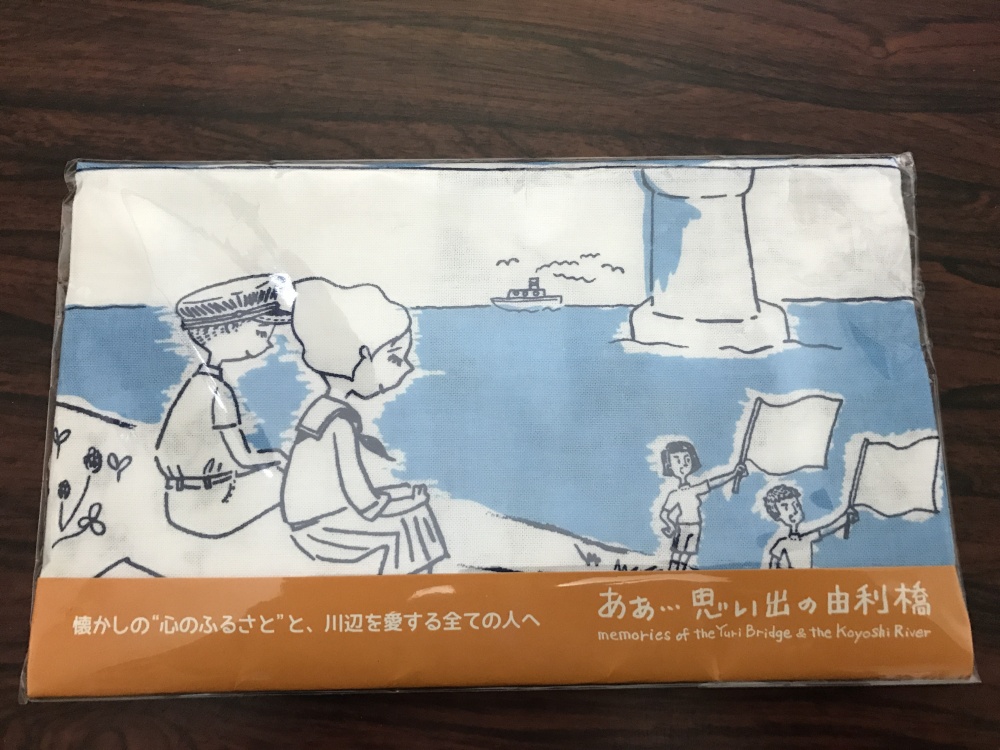 懐かしの“心のふるさと”と、川辺を愛する全ての人へ
ああ…思い出の由利橋
memories of the Yuri Bridge & the Koyoshi River